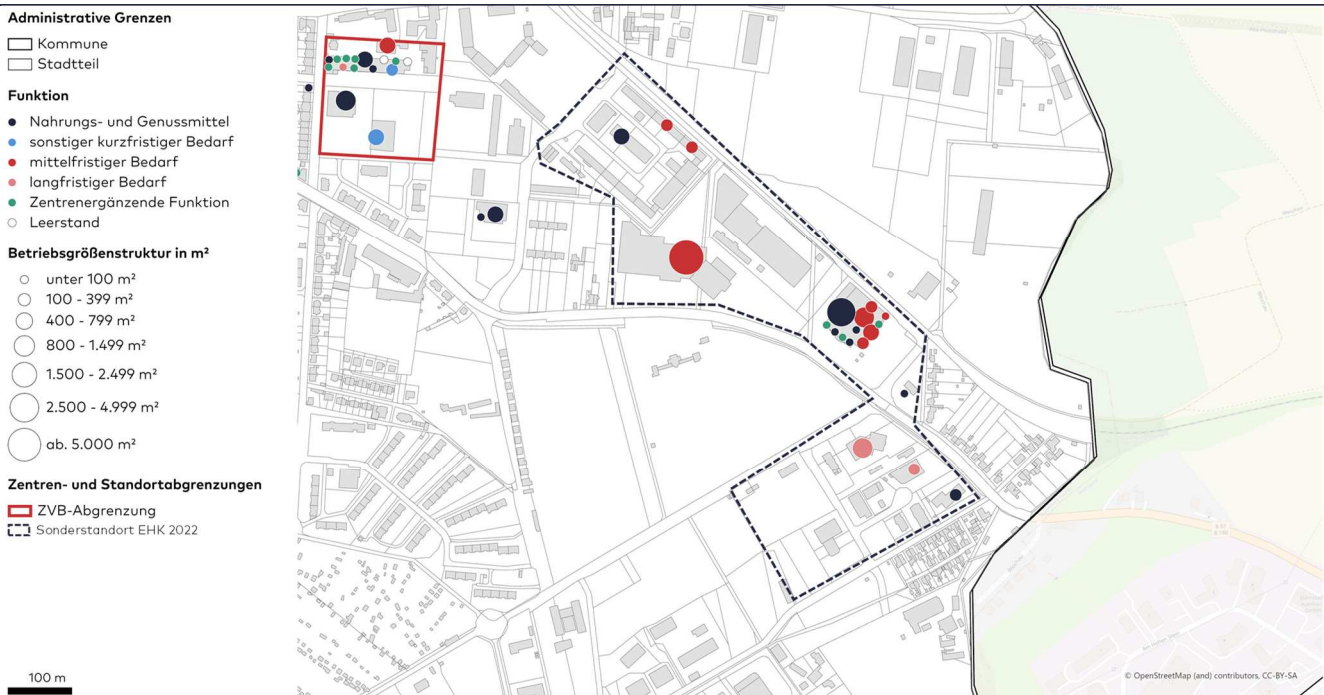 Administrative Grenzen
Kommune
Stadtteil
Funktion
Nahrungs- und Genussmittel
sonstiger kurzfristiger Bedarf
mittelfristiger Bedarf
langfristiger Bedarf
Zentrenergänzende Funktion
Leerstand
Betriebsgrößenstruktur in m²
unter 100 m²
100 - 399 m²
400 - 799 m²
800 - 1.499 m²
1.500 - 2.499 m²
2.500 - 4.999 m²
ab. 5.000 m²
Zentren- und Standortabgrenzungen
ZVB-Abgrenzung
Sonderstandort EHK 2022
100 m
© OpenStreetMap (and) contributors, CC-BY-SA